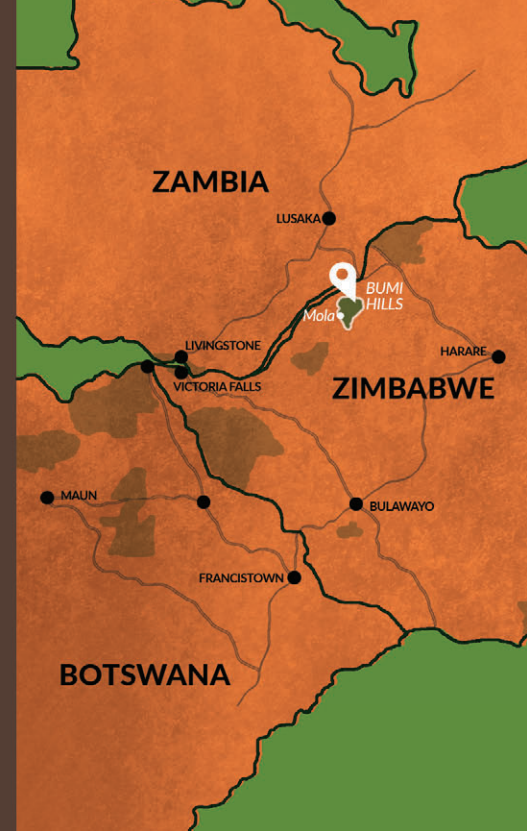 ZAMBIA
LUSAKA
BUMI
HILLS
Mola
LIVINGSTONE
HARARE
VICTORIA FALLS
ZIMBABWE
MAUN
BULAWAYO
FRANCISTOWN
BOTSWANA